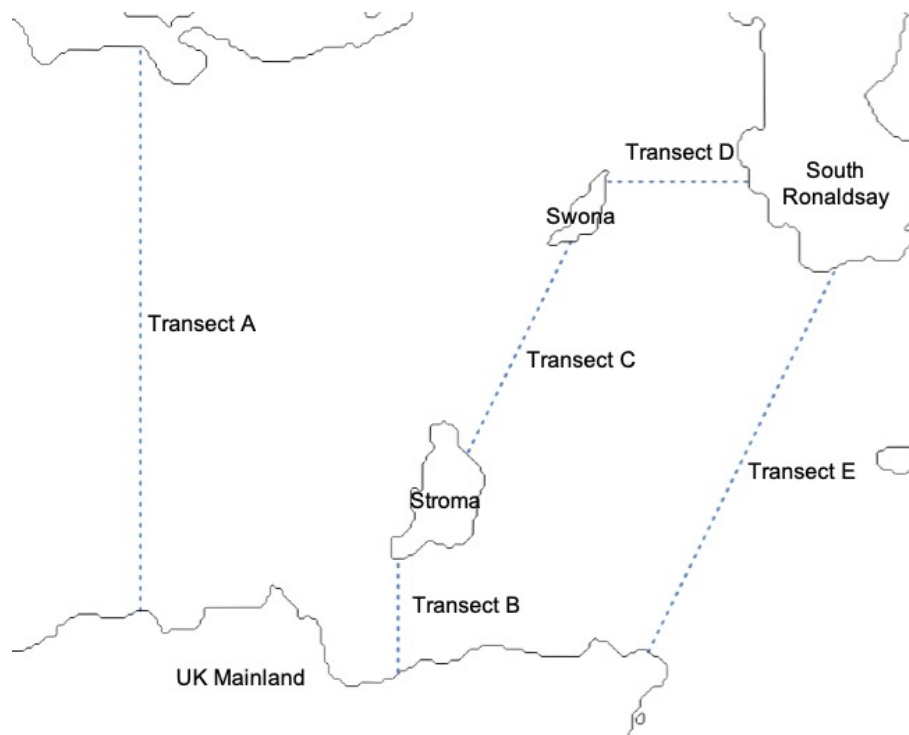 Transect D
South
Ronaldsay
Swona
Transect A
Transect C
Transect E
Stroma
Transect B
UK Mainland